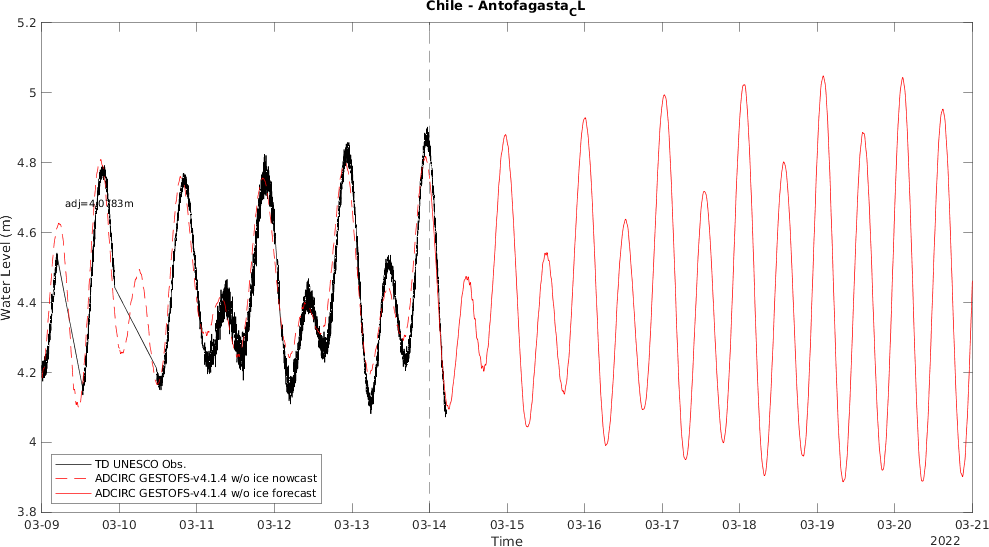 Chile - Antofagasta_CL
5.2
5
4.8
4.6
4.4
4.2
4
3.8
Water Level (m)
adj=4.0783m
TD UNESCO Obs.
ADCIRC GESTOFS-v4.1.4 w/o ice nowcast
ADCIRC GESTOFS-v4.1.4 w/o ice forecast
03-09 03-10 03-11 03-12 03-13 03-14 03-15 03-16 03-17 03-18 03-19 03-20 03-21
Time
2022